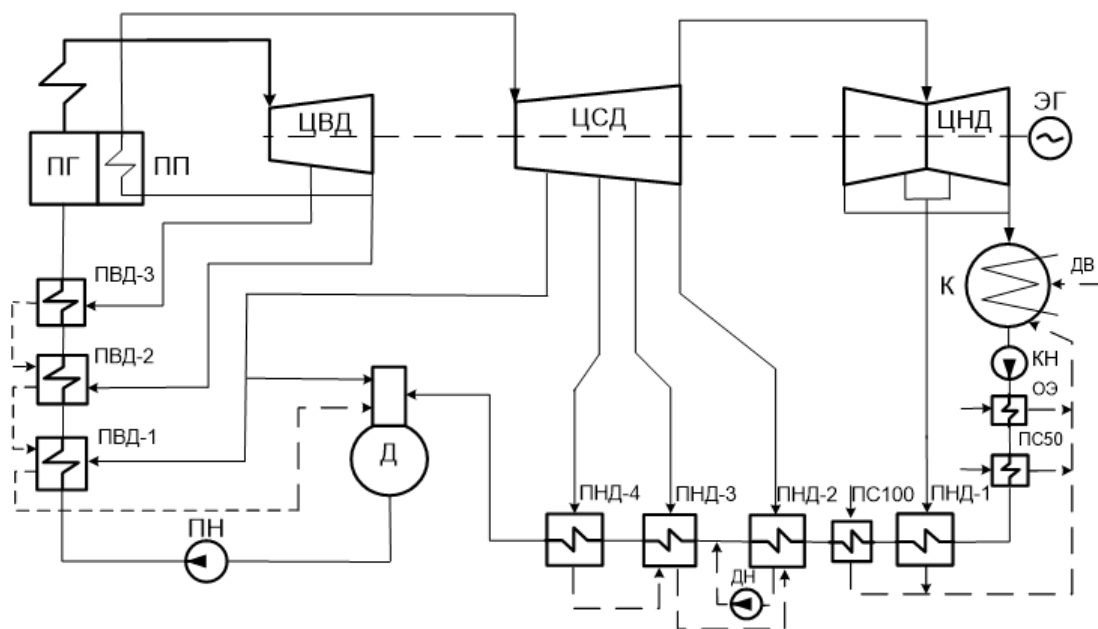 ЭГ
ЦВД
ЦСД
ЦНД
ПГ
ПП
ПВД-3
К
ДВ
ПВД-2
КН
ОЭ
ПВД-1
ПС50
Д
ПНД-4
ПНД-3
ПНД-2
ПС100
ПНД-1
ПН
ДН